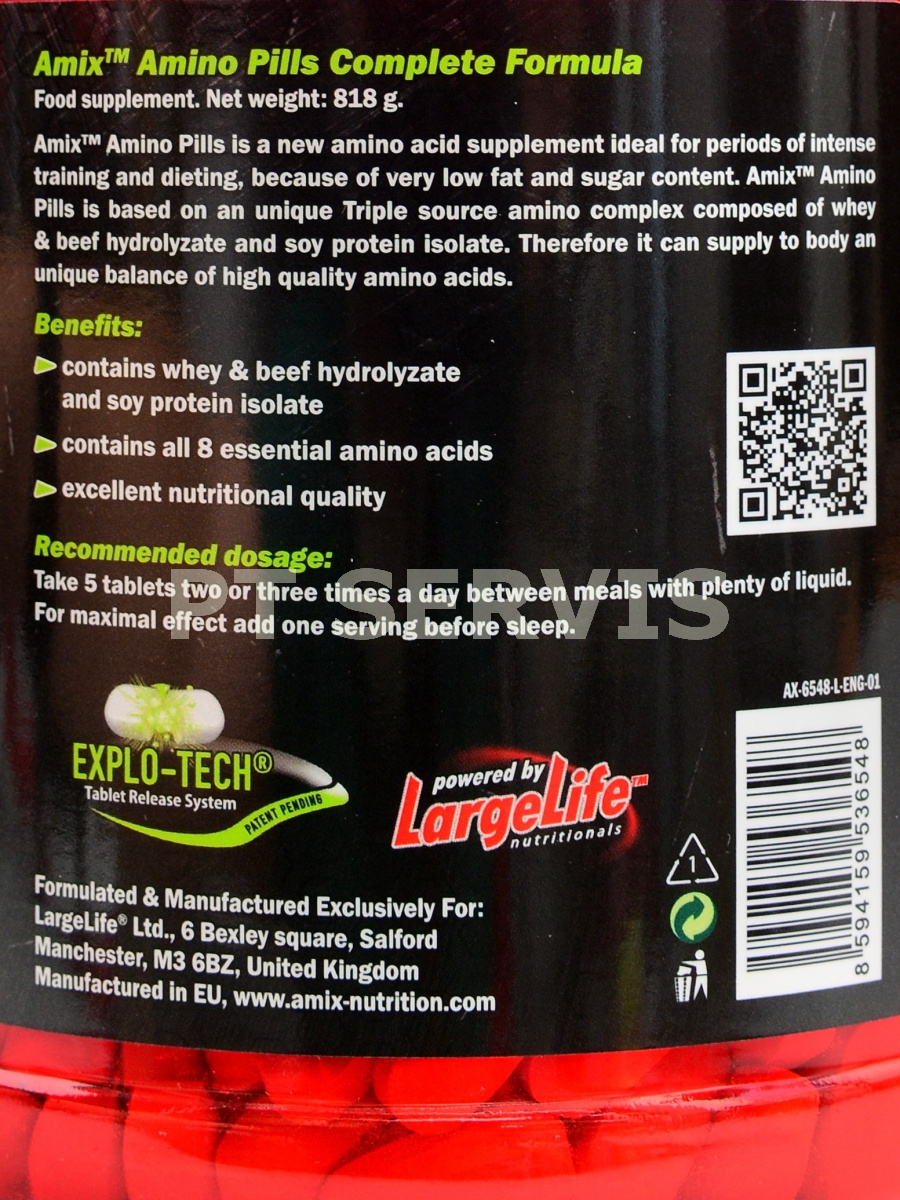 Amix™ Amino Pills Complete Formula
Food supplement. Net weight: 818 g.
Amix™ Amino Pills is a new amino acid supplement ideal for periods of intense
training and dieting, because of very low fat and sugar content. Amix™ Amino
Pills is based on an unique Triple source amino complex composed of whey
& beef hydrolyzate and soy protein isolate. Therefore it can supply to body an
unique balance of high quality amino acids.
Benefits:
contains whey & beef hydrolyzate
and soy protein isolate
contains all 8 essential amino acids
excellent nutritional quality
Recommended dosage:
Take 5 tablets two or three times a day between meals with plenty of liquid.
For maximal effect add one serving before sleep.
PT SERVIS
AX-6548-L-ENG-01
EXPLO-TECH®
Tablet Release System
PATENT PENDING
powered by
LargeLife™
nutritionals
1
8 594159 536548
Formulated & Manufactured Exclusively For:
LargeLife® Ltd., 6 Bexley square, Salford
Manchester, M3 6BZ, United Kingdom
Manufactured in EU, www.amix-nutrition.com